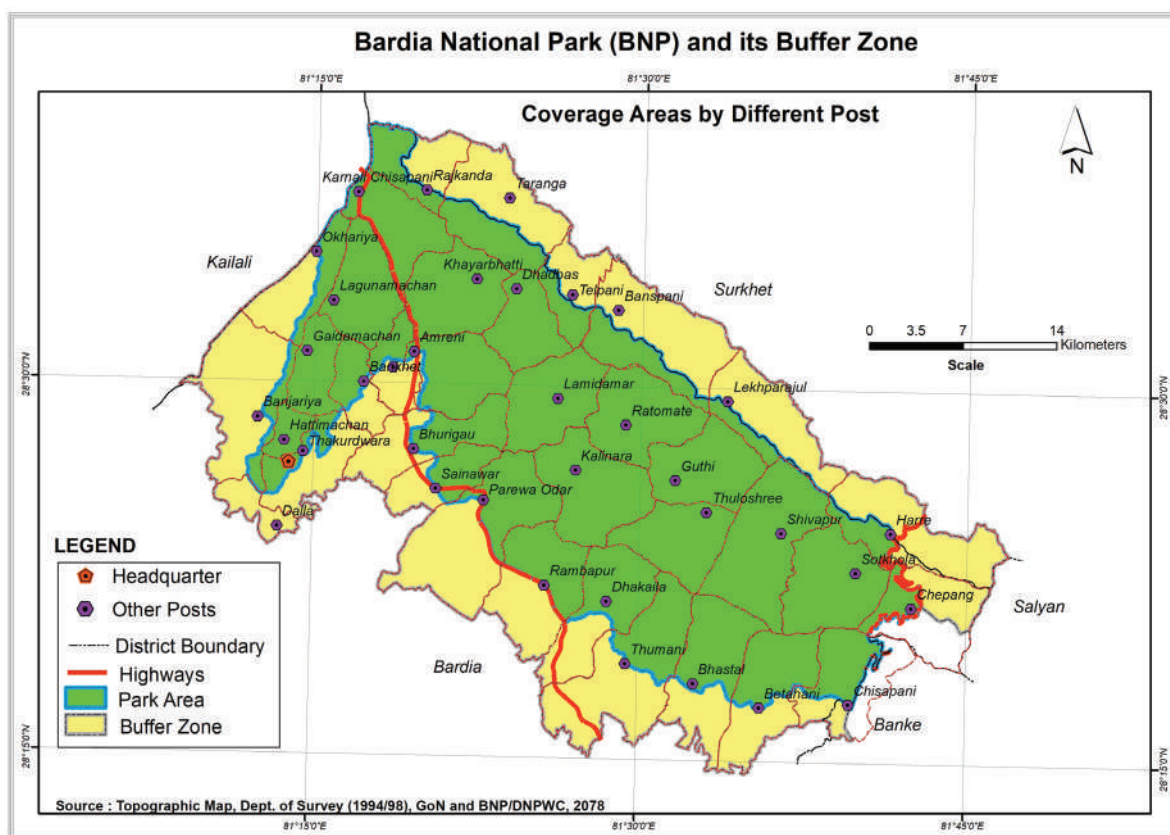 Bardia National Park (BNP) and its Buffer Zone
81°15'0"E
81°30'0"E
81°45'0"E
Coverage Areas by Different Post
N
Karnali Chisapani
Rajkanda
Taranga
Okhariya
Kailali
Khayarbhatti
Dhadbas
Telpani
Banspani
Surkhet
Lagunamachan
0 3.5 7 14
Kilometers
Scale
Gaidamachan
Amreni
28°30'0"N
Bankhet
28°30'0"N
Lamidamar
Lekhparajul
Banjariya
Ratomate
Hattimachan
Thakurdwara
Bhurigau
Kalinara
Guthi
Sainawar
Parewa Odar
Thuloshree
Dalla
Shivapur
Harre
LEGEND
Headquarter
Other Posts
District Boundary
Highways
Park Area
Buffer Zone
Rambapur
Dhakaila
Sotkhola
Chepang
Salyan
Bardia
Thumani
Bhastal
Betahani
Chisapani
Banke
28°15'0"N
28°15'0"N
Source : Topographic Map, Dept. of Survey (1994/98), GoN and BNP/DNPWC, 2078
81°15'0"E
81°30'0"E
81°45'0"E